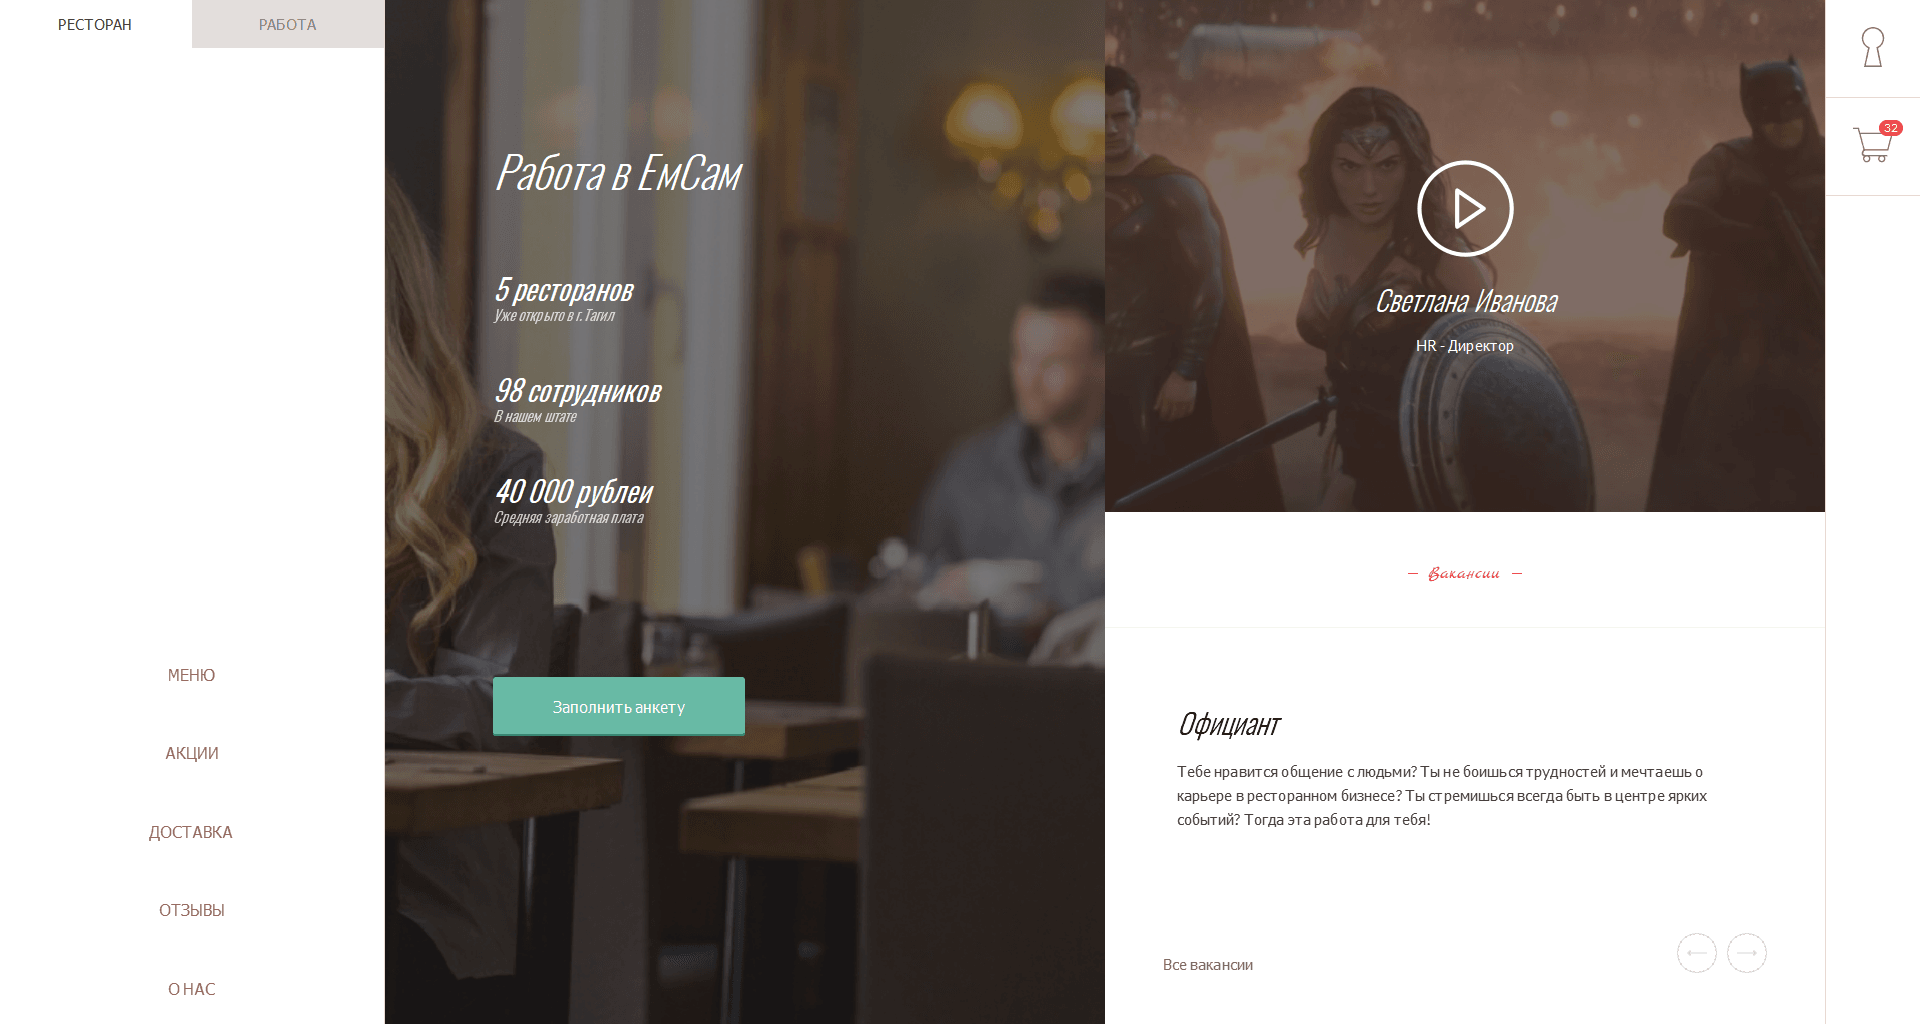 РЕСТОРАН
РАБОТА
МЕНЮ
АКЦИИ
ДОСТАВКА
ОТЗЫВЫ
О НАС
Работа в ЕмСам
5 ресторанов
Уже открыто в г. Тагил
98 сотрудников
В нашем штате
40 000 рублеи
Средняя заработная плата
Заполнить анкету
Светлана Иванова
HR - Директор
32
Вакансии
Официант
Тебе нравится общение с людьми? Ты не боишься трудностей и мечтаешь о
карьере в ресторанном бизнесе? Ты стремишься всегда быть в центре ярких
событий? Тогда эта работа для тебя!
Все вакансии